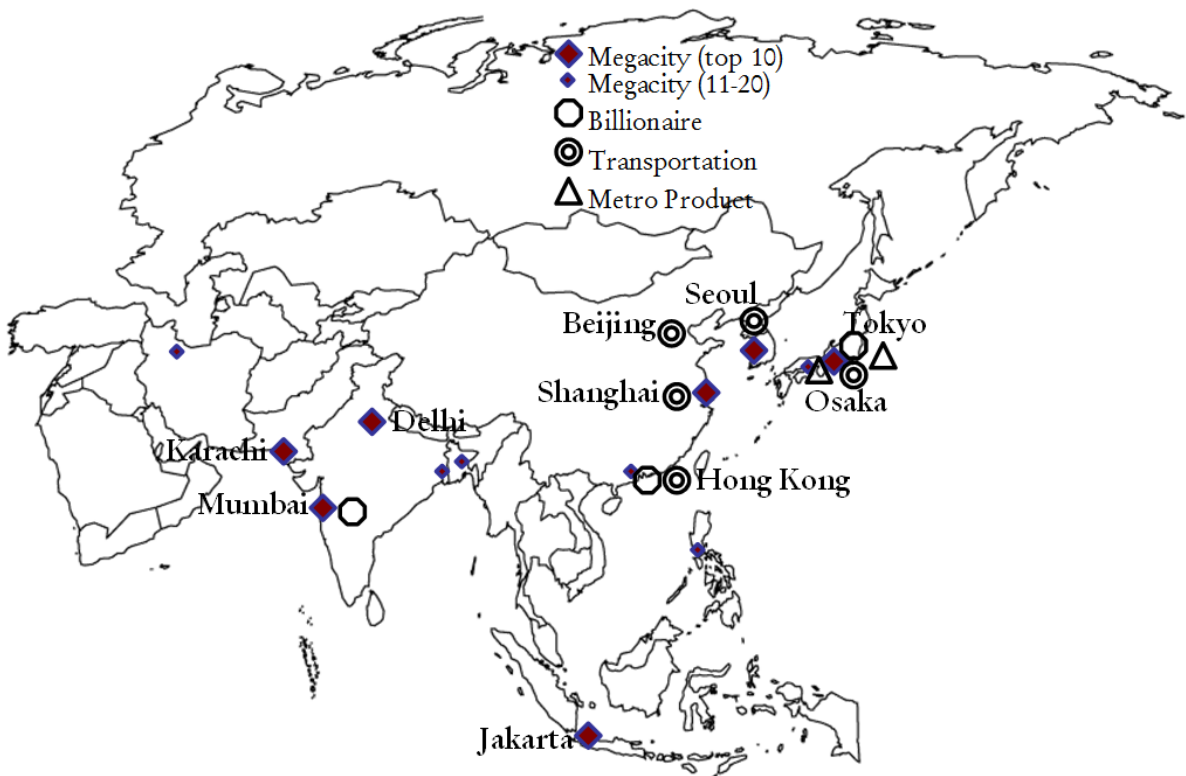 Megacity (top 10)
Megacity (11-20)
Billionaire
Transportation
Metro Product
Seoul
Beijing
Tokyo
Shanghai
Osaka
Delhi
Karachi
Hong Kong
Mumbai
Jakarta